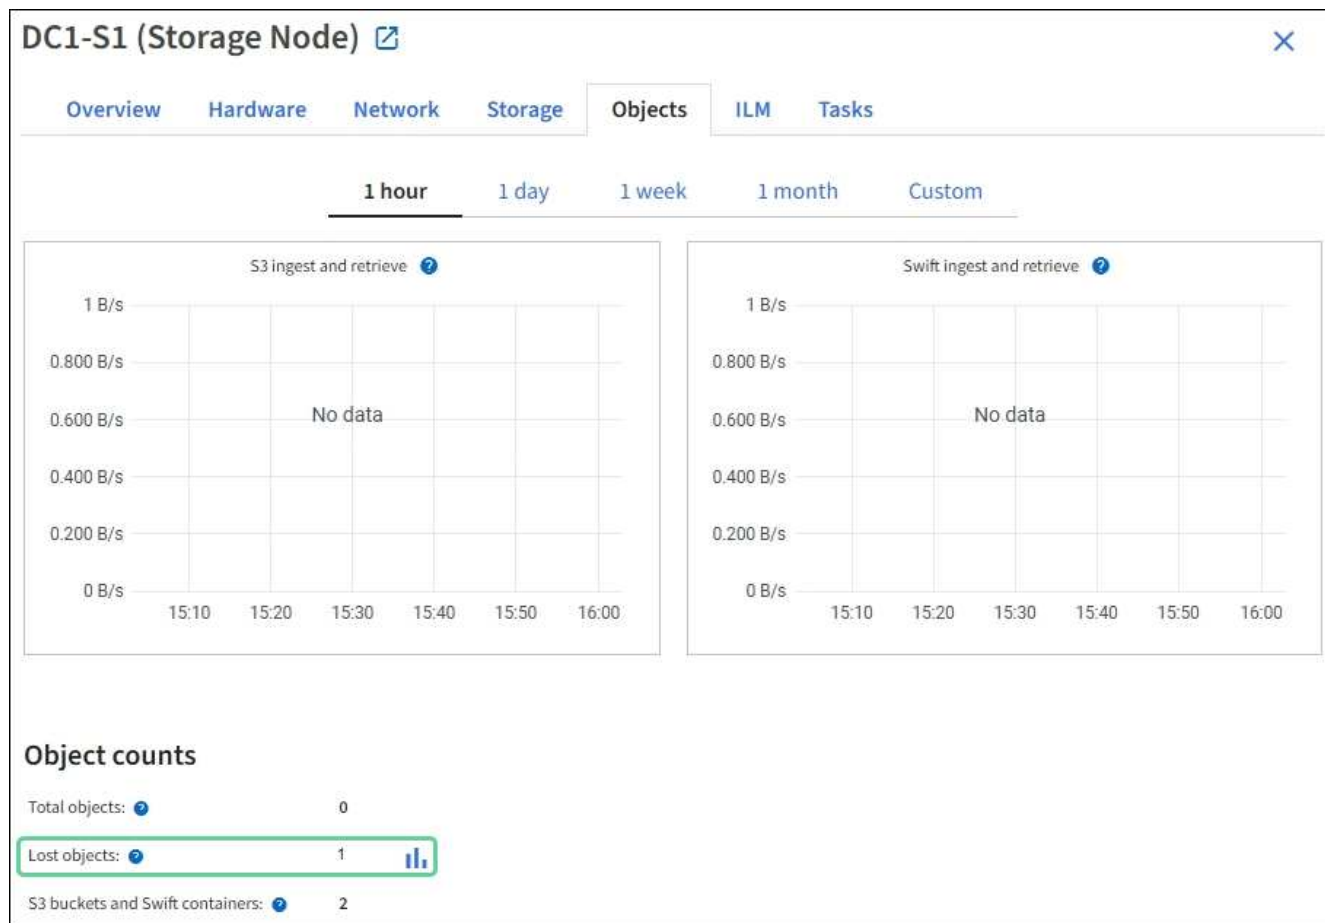 DC1-S1 (Storage Node)
Overview Hardware Network Storage Objects ILM Tasks
1 hour 1 day 1 week 1 month Custom
S3 ingest and retrieve
1 B/s
0.800 B/s
0.600 B/s
0.400 B/s
0.200 B/s
0 B/s
No data
15:10 15:20 15:30 15:40 15:50 16:00
Swift ingest and retrieve
1 B/s
0.800 B/s
0.600 B/s
0.400 B/s
0.200 B/s
0 B/s
No data
15:10 15:20 15:30 15:40 15:50 16:00
Object counts
Total objects: ? 0
Lost objects: ? 1
S3 buckets and Swift containers: ? 2